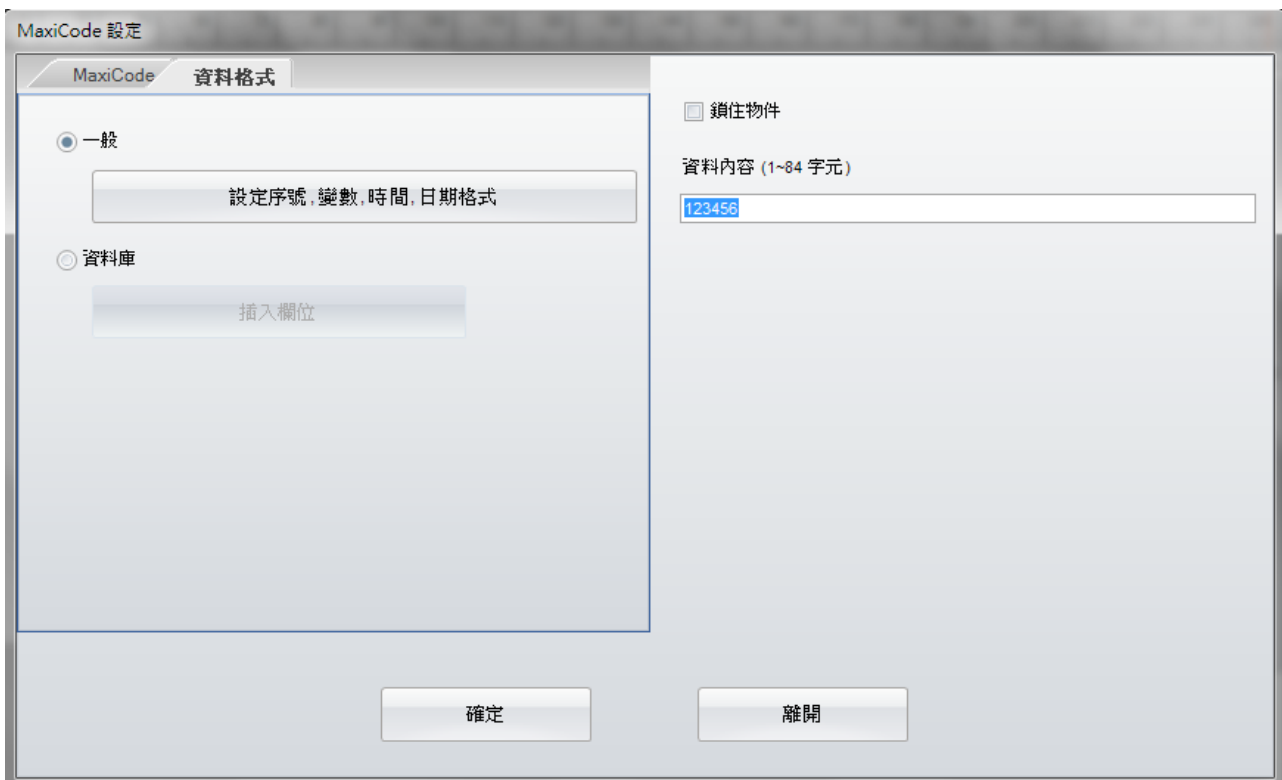 MaxiCode 設定
MaxiCode 資料格式
一般
設定序號,變數,時間,日期格式
資料庫
插入欄位
鎖住物件
資料內容 (1~84 字元)
123456
確定 離開